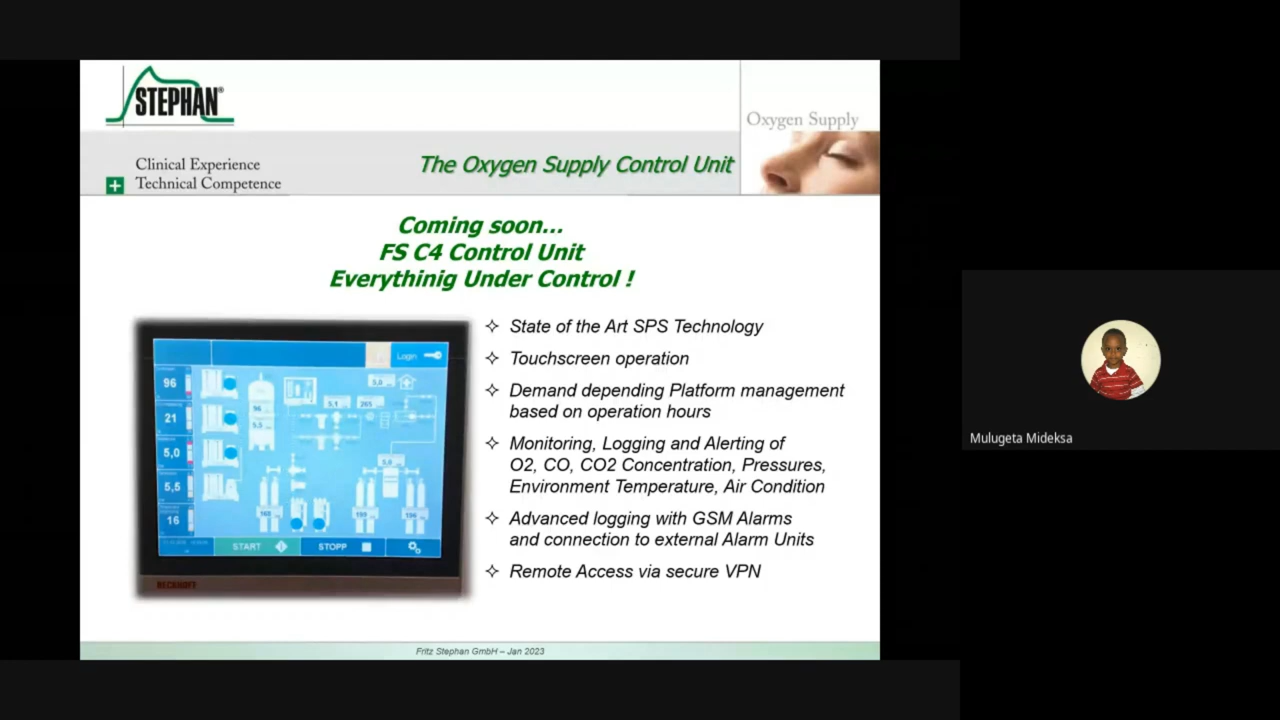 STEPHAN®
Oxygen Supply
Clinical Experience
Technical Competence
The Oxygen Supply Control Unit
Coming soon...
FS C4 Control Unit
Everythinig Under Control !
Login
96
21
5,0
5,5
16
START
STOPP
BECKHOFF
State of the Art SPS Technology
Touchscreen operation
Demand depending Platform management
based on operation hours
Monitoring, Logging and Alerting of
O2, CO, CO2 Concentration, Pressures,
Environment Temperature, Air Condition
Advanced logging with GSM Alarms
and connection to external Alarm Units
Remote Access via secure VPN
Fritz Stephan GmbH – Jan 2023
Mulugeta Mideksa